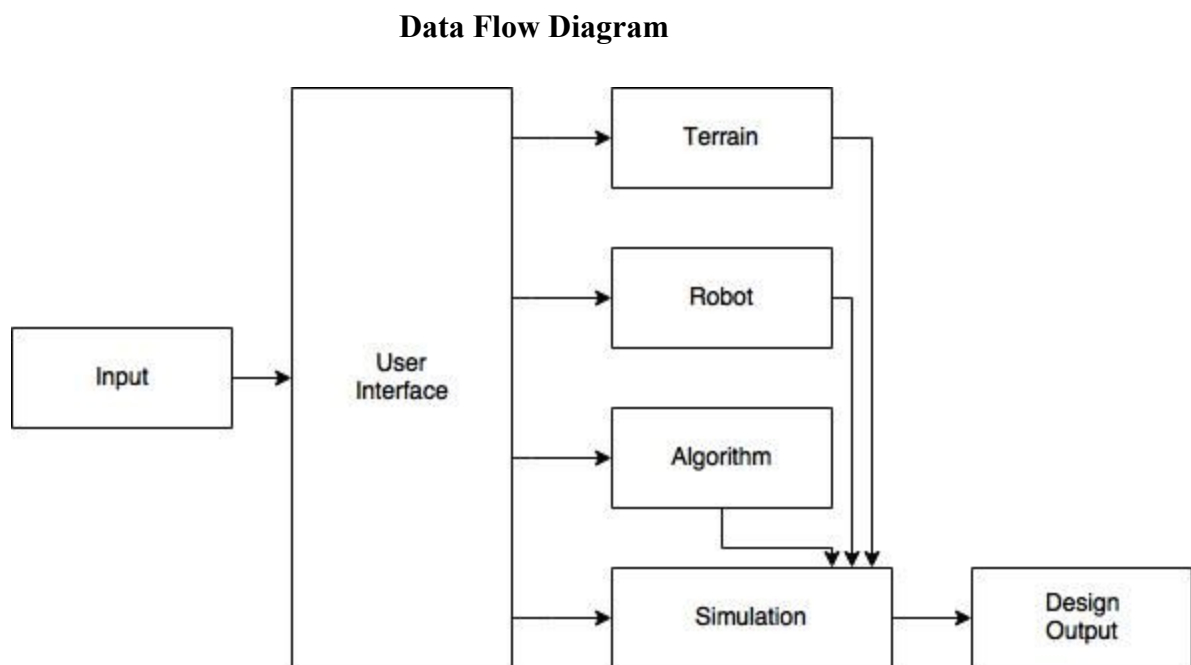 Data Flow Diagram
Terrain
Robot
Input
User
Interface
Algorithm
Simulation
Design
Output